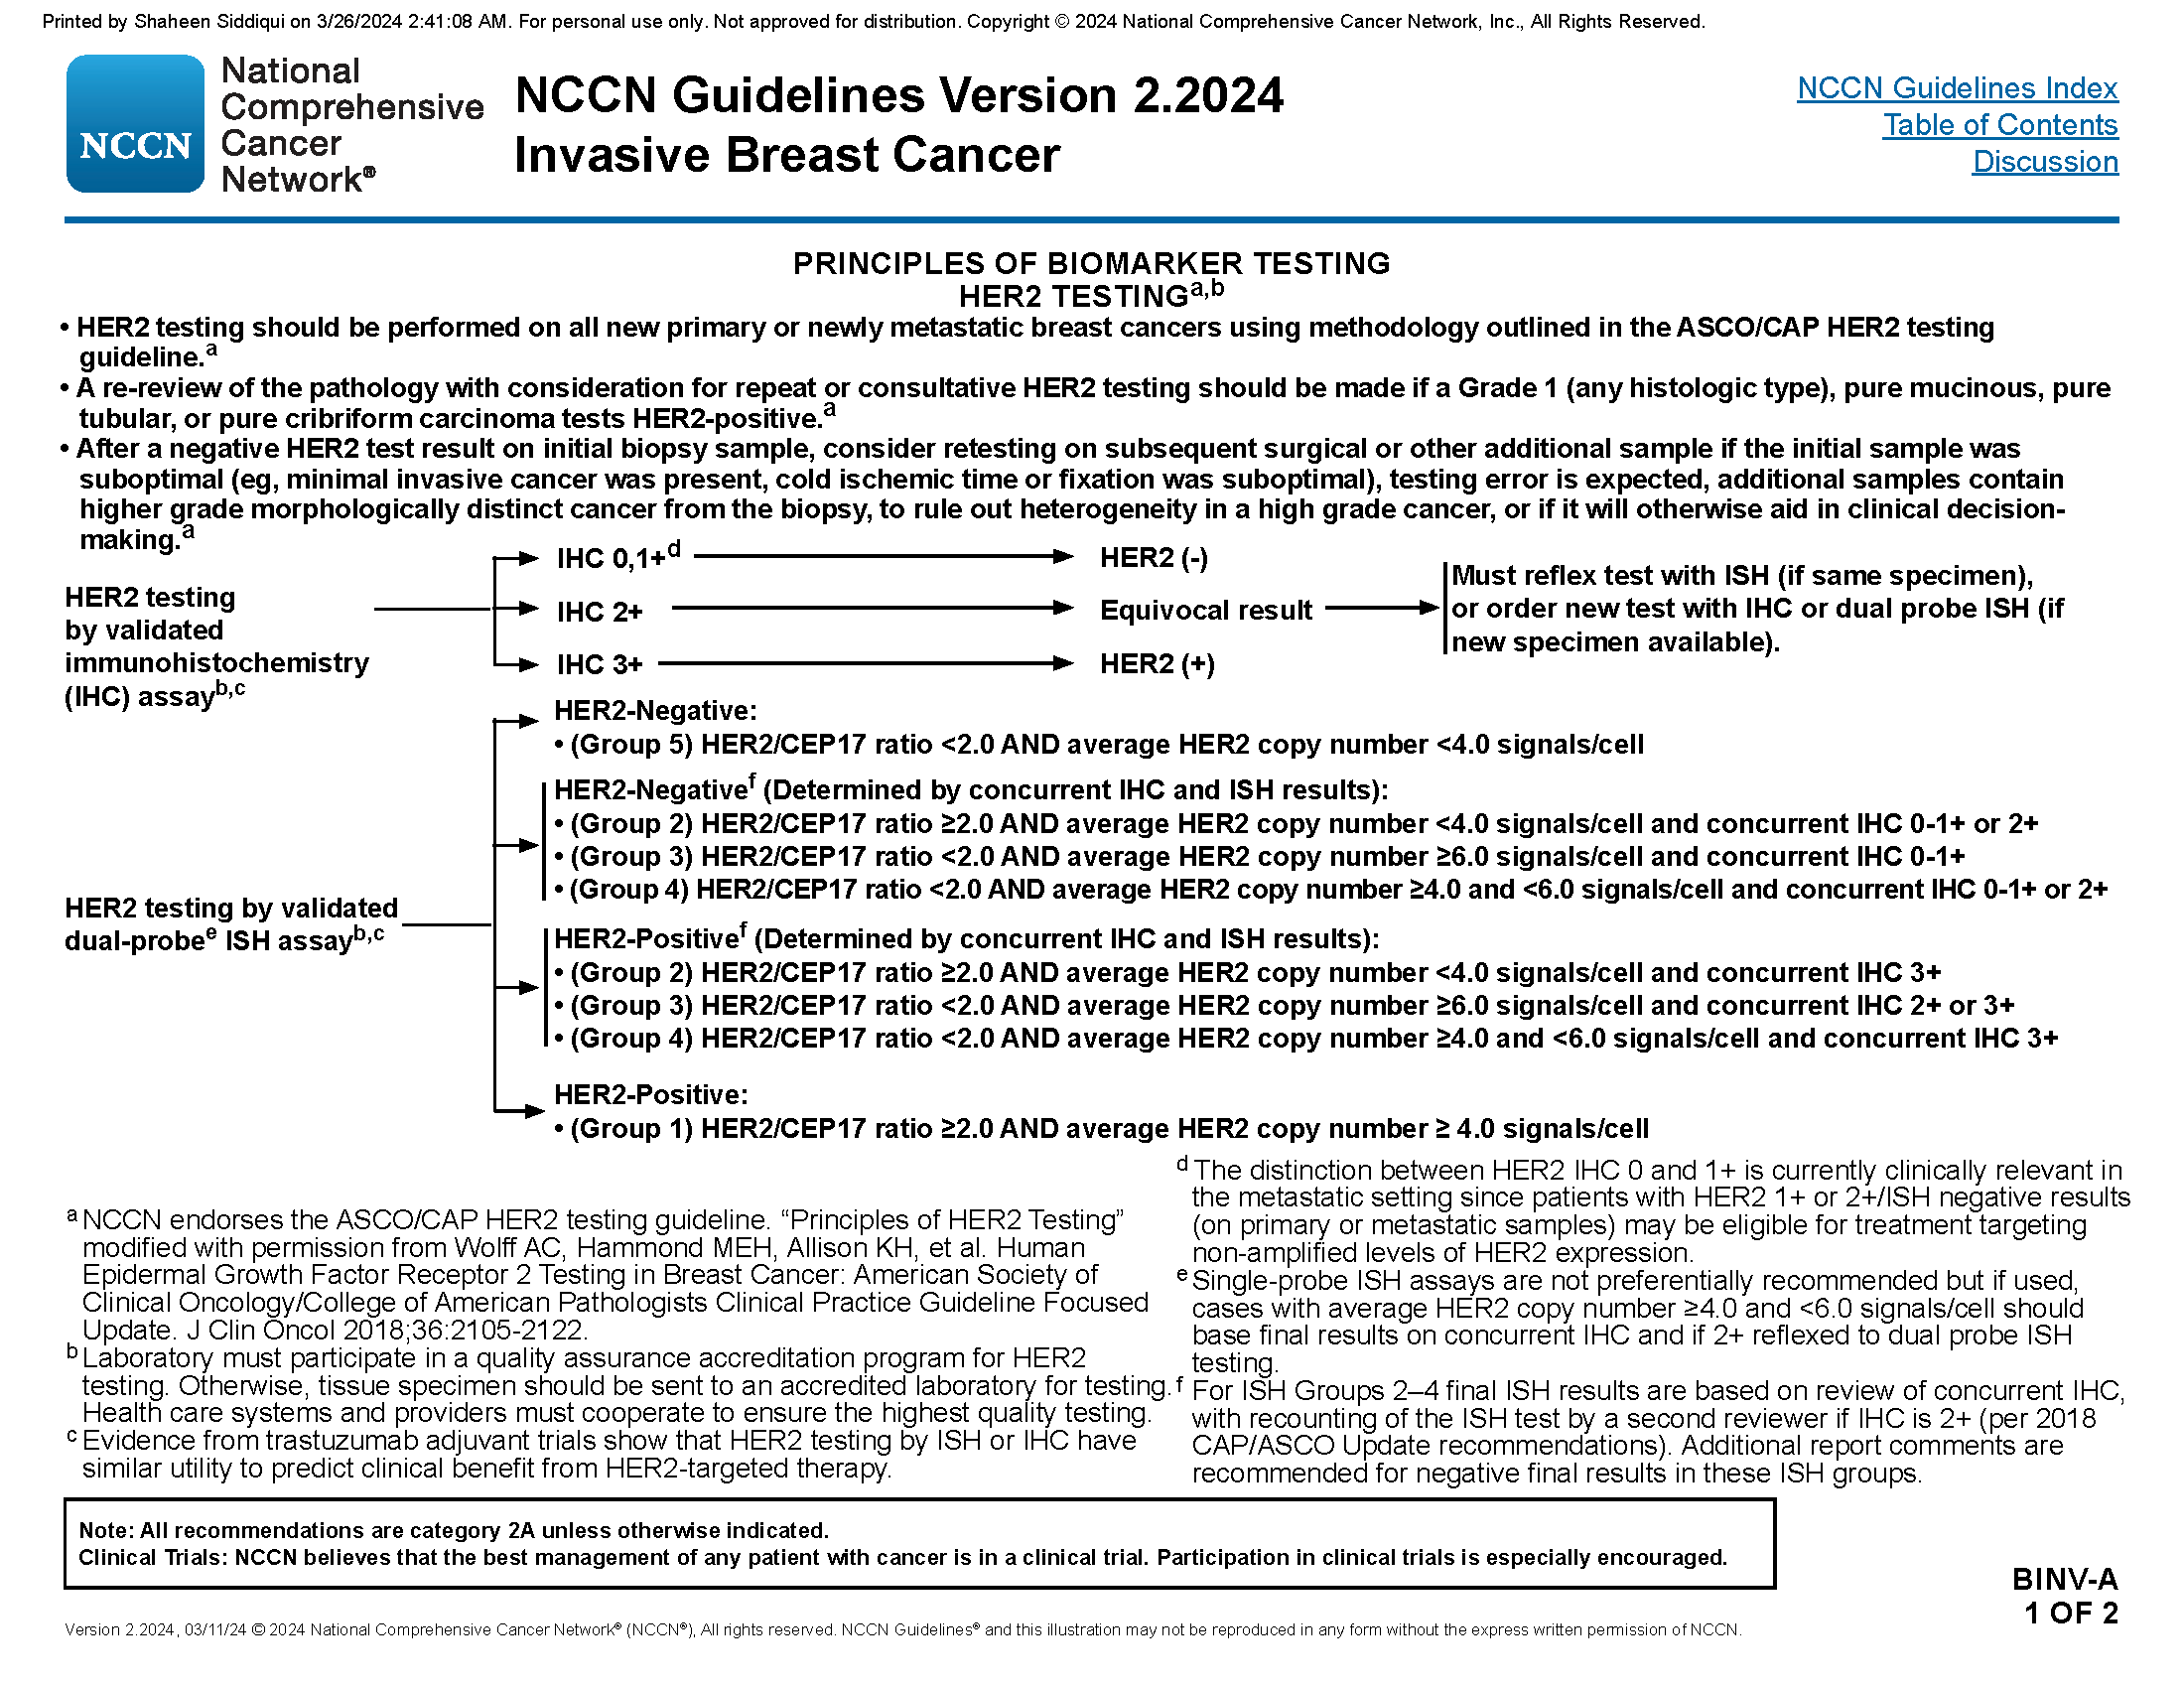 Printed by Shaheen Siddiqui on 3/26/2024 2:41:08 AM. For personal use only. Not approved for distribution. Copyright © 2024 National Comprehensive Cancer Network, Inc., All Rights Reserved.
NCCN
National
Comprehensive
Cancer
Network®
NCCN Guidelines Version 2.2024
Invasive Breast Cancer
NCCN Guidelines Index
Table of Contents
Discussion
PRINCIPLES OF BIOMARKER TESTING
HER2 TESTINGa,b
• HER2 testing should be performed on all new primary or newly metastatic breast cancers using methodology outlined in the ASCO/CAP HER2 testing
guideline.a
• A re-review of the pathology with consideration for repeat or consultative HER2 testing should be made if a Grade 1 (any histologic type), pure mucinous, pure
tubular, or pure cribriform carcinoma tests HER2-positive.a
• After a negative HER2 test result on initial biopsy sample, consider retesting on subsequent surgical or other additional sample if the initial sample was
suboptimal (eg, minimal invasive cancer was present, cold ischemic time or fixation was suboptimal), testing error is expected, additional samples contain
higher grade morphologically distinct cancer from the biopsy, to rule out heterogeneity in a high grade cancer, or if it will otherwise aid in clinical decision-
making.a
HER2 testing
by validated
immunohistochemistry
(IHC) assayb,c
IHC 0,1+d
HER2 (-)
IHC 2+
Equivocal result
Must reflex test with ISH (if same specimen),
or order new test with IHC or dual probe ISH (if
new specimen available).
IHC 3+
HER2 (+)
HER2 testing by validated
dual-probee ISH assayb,c
HER2-Negative:
• (Group 5) HER2/CEP17 ratio <2.0 AND average HER2 copy number <4.0 signals/cell
HER2-Negativef (Determined by concurrent IHC and ISH results):
• (Group 2) HER2/CEP17 ratio ≥2.0 AND average HER2 copy number <4.0 signals/cell and concurrent IHC 0-1+ or 2+
• (Group 3) HER2/CEP17 ratio <2.0 AND average HER2 copy number ≥6.0 signals/cell and concurrent IHC 0-1+
• (Group 4) HER2/CEP17 ratio <2.0 AND average HER2 copy number ≥4.0 and <6.0 signals/cell and concurrent IHC 0-1+ or 2+
HER2-Positivef (Determined by concurrent IHC and ISH results):
• (Group 2) HER2/CEP17 ratio ≥2.0 AND average HER2 copy number <4.0 signals/cell and concurrent IHC 3+
• (Group 3) HER2/CEP17 ratio <2.0 AND average HER2 copy number ≥6.0 signals/cell and concurrent IHC 2+ or 3+
• (Group 4) HER2/CEP17 ratio <2.0 AND average HER2 copy number ≥4.0 and <6.0 signals/cell and concurrent IHC 3+
HER2-Positive:
• (Group 1) HER2/CEP17 ratio ≥2.0 AND average HER2 copy number ≥ 4.0 signals/cell
a NCCN endorses the ASCO/CAP HER2 testing guideline. “Principles of HER2 Testing”
modified with permission from Wolff AC, Hammond MEH, Allison KH, et al. Human
Epidermal Growth Factor Receptor 2 Testing in Breast Cancer: American Society of
Clinical Oncology/College of American Pathologists Clinical Practice Guideline Focused
Update. J Clin Oncol 2018;36:2105-2122.
b Laboratory must participate in a quality assurance accreditation program for HER2
testing. Otherwise, tissue specimen should be sent to an accredited laboratory for testing.
Health care systems and providers must cooperate to ensure the highest quality testing.
c Evidence from trastuzumab adjuvant trials show that HER2 testing by ISH or IHC have
similar utility to predict clinical benefit from HER2-targeted therapy.
d The distinction between HER2 IHC 0 and 1+ is currently clinically relevant in
the metastatic setting since patients with HER2 1+ or 2+/ISH negative results
(on primary or metastatic samples) may be eligible for treatment targeting
non-amplified levels of HER2 expression.
e Single-probe ISH assays are not preferentially recommended but if used,
cases with average HER2 copy number ≥4.0 and <6.0 signals/cell should
base final results on concurrent IHC and if 2+ reflexed to dual probe ISH
testing.
f For ISH Groups 2–4 final ISH results are based on review of concurrent IHC,
with recounting of the ISH test by a second reviewer if IHC is 2+ (per 2018
CAP/ASCO Update recommendations). Additional report comments are
recommended for negative final results in these ISH groups.
Note: All recommendations are category 2A unless otherwise indicated.
Clinical Trials: NCCN believes that the best management of any patient with cancer is in a clinical trial. Participation in clinical trials is especially encouraged.
BINV-A
1 OF 2
Version 2.2024, 03/11/24 © 2024 National Comprehensive Cancer Network® (NCCN®), All rights reserved. NCCN Guidelines® and this illustration may not be reproduced in any form without the express written permission of NCCN.